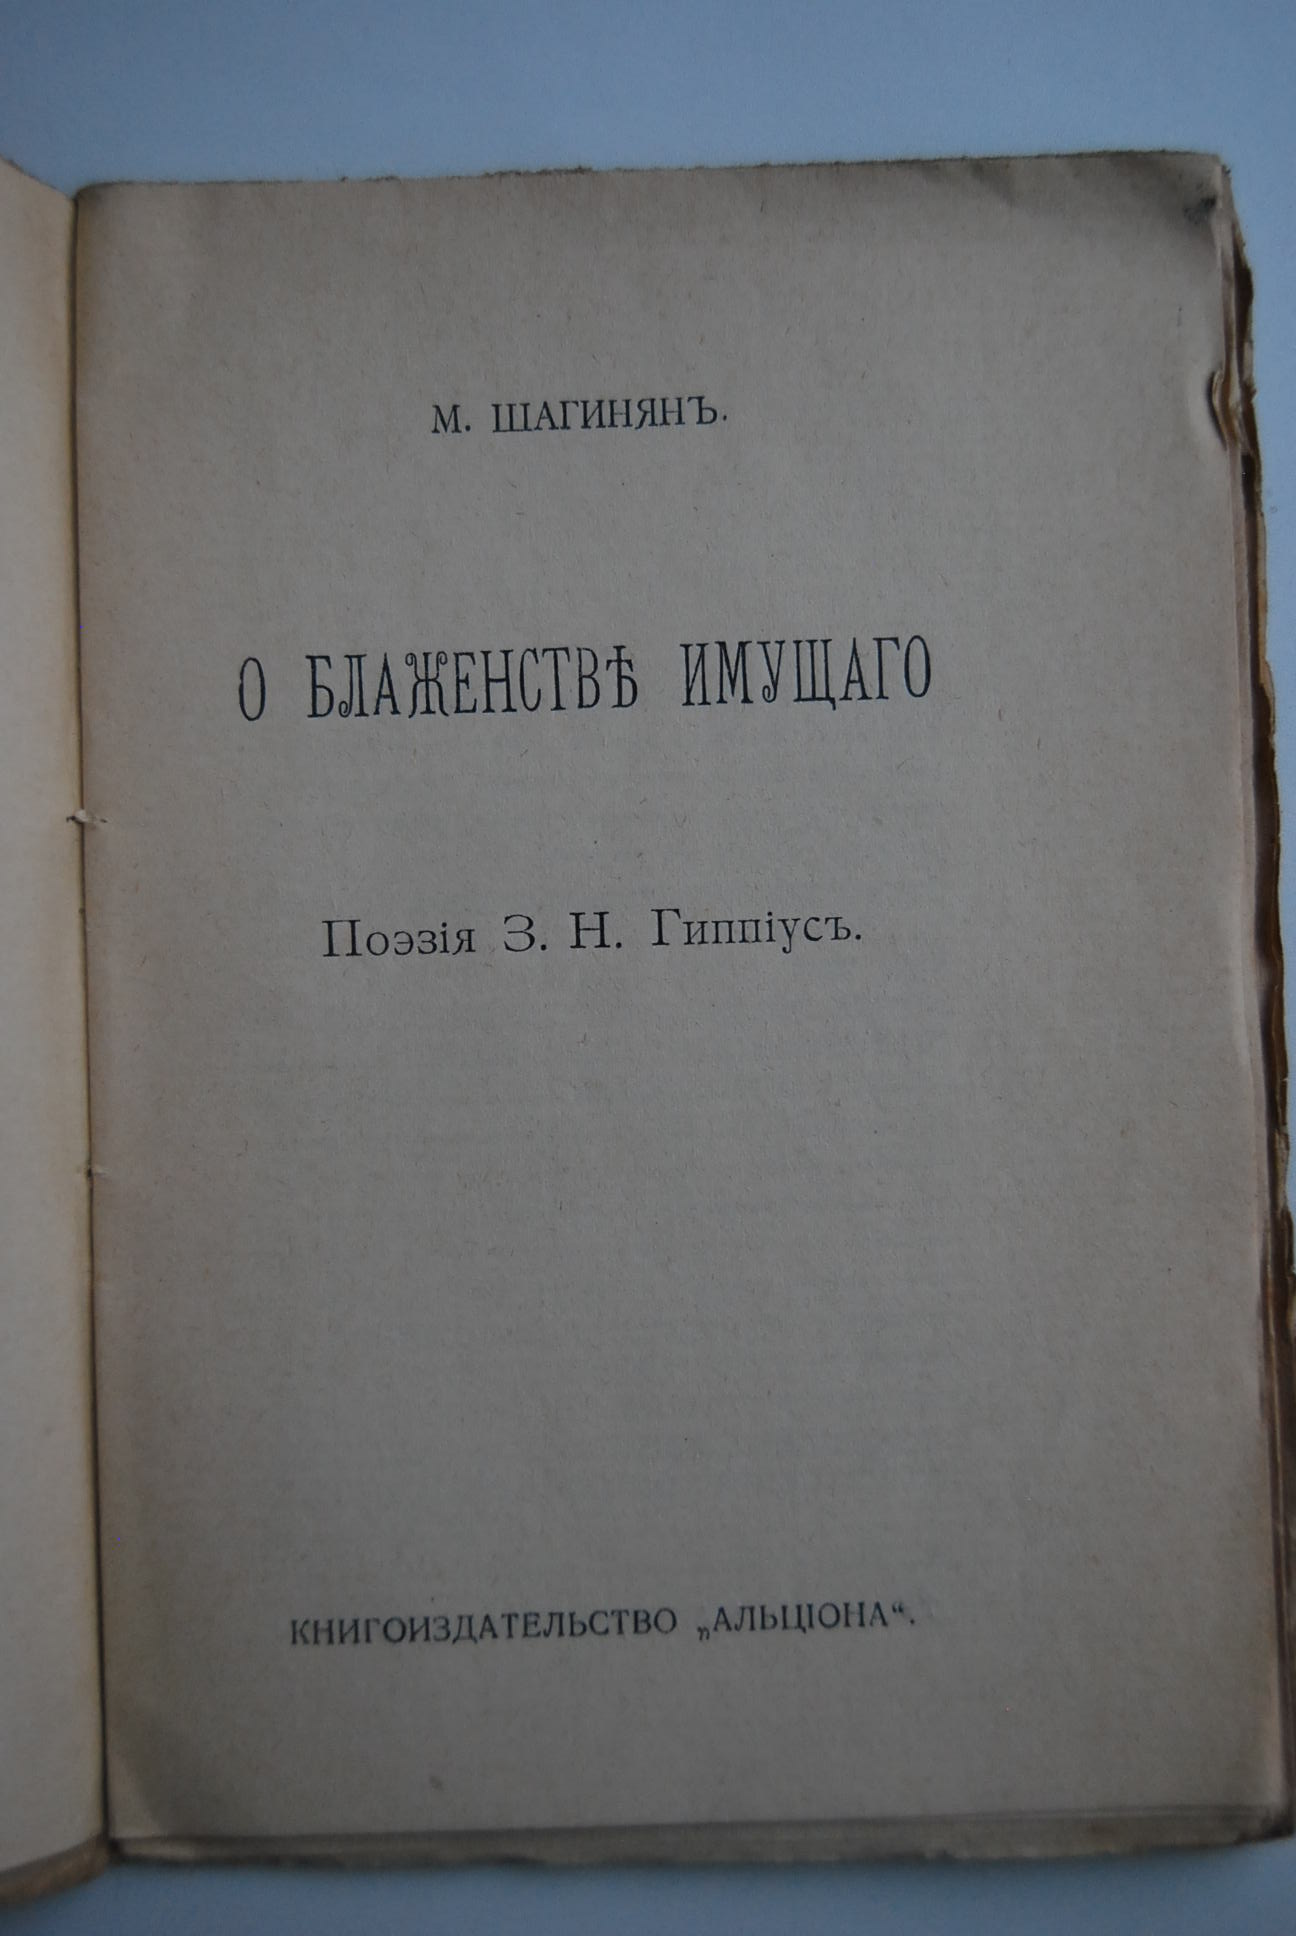 М. ШАГИНЯНЪ.
О БЛАЖЕНСТВѢ ИМУЩАГО
Поэзія З. Н. Гиппіусъ.
КНИГОИЗДАТЕЛЬСТВО „АЛЬЦІОНА“.